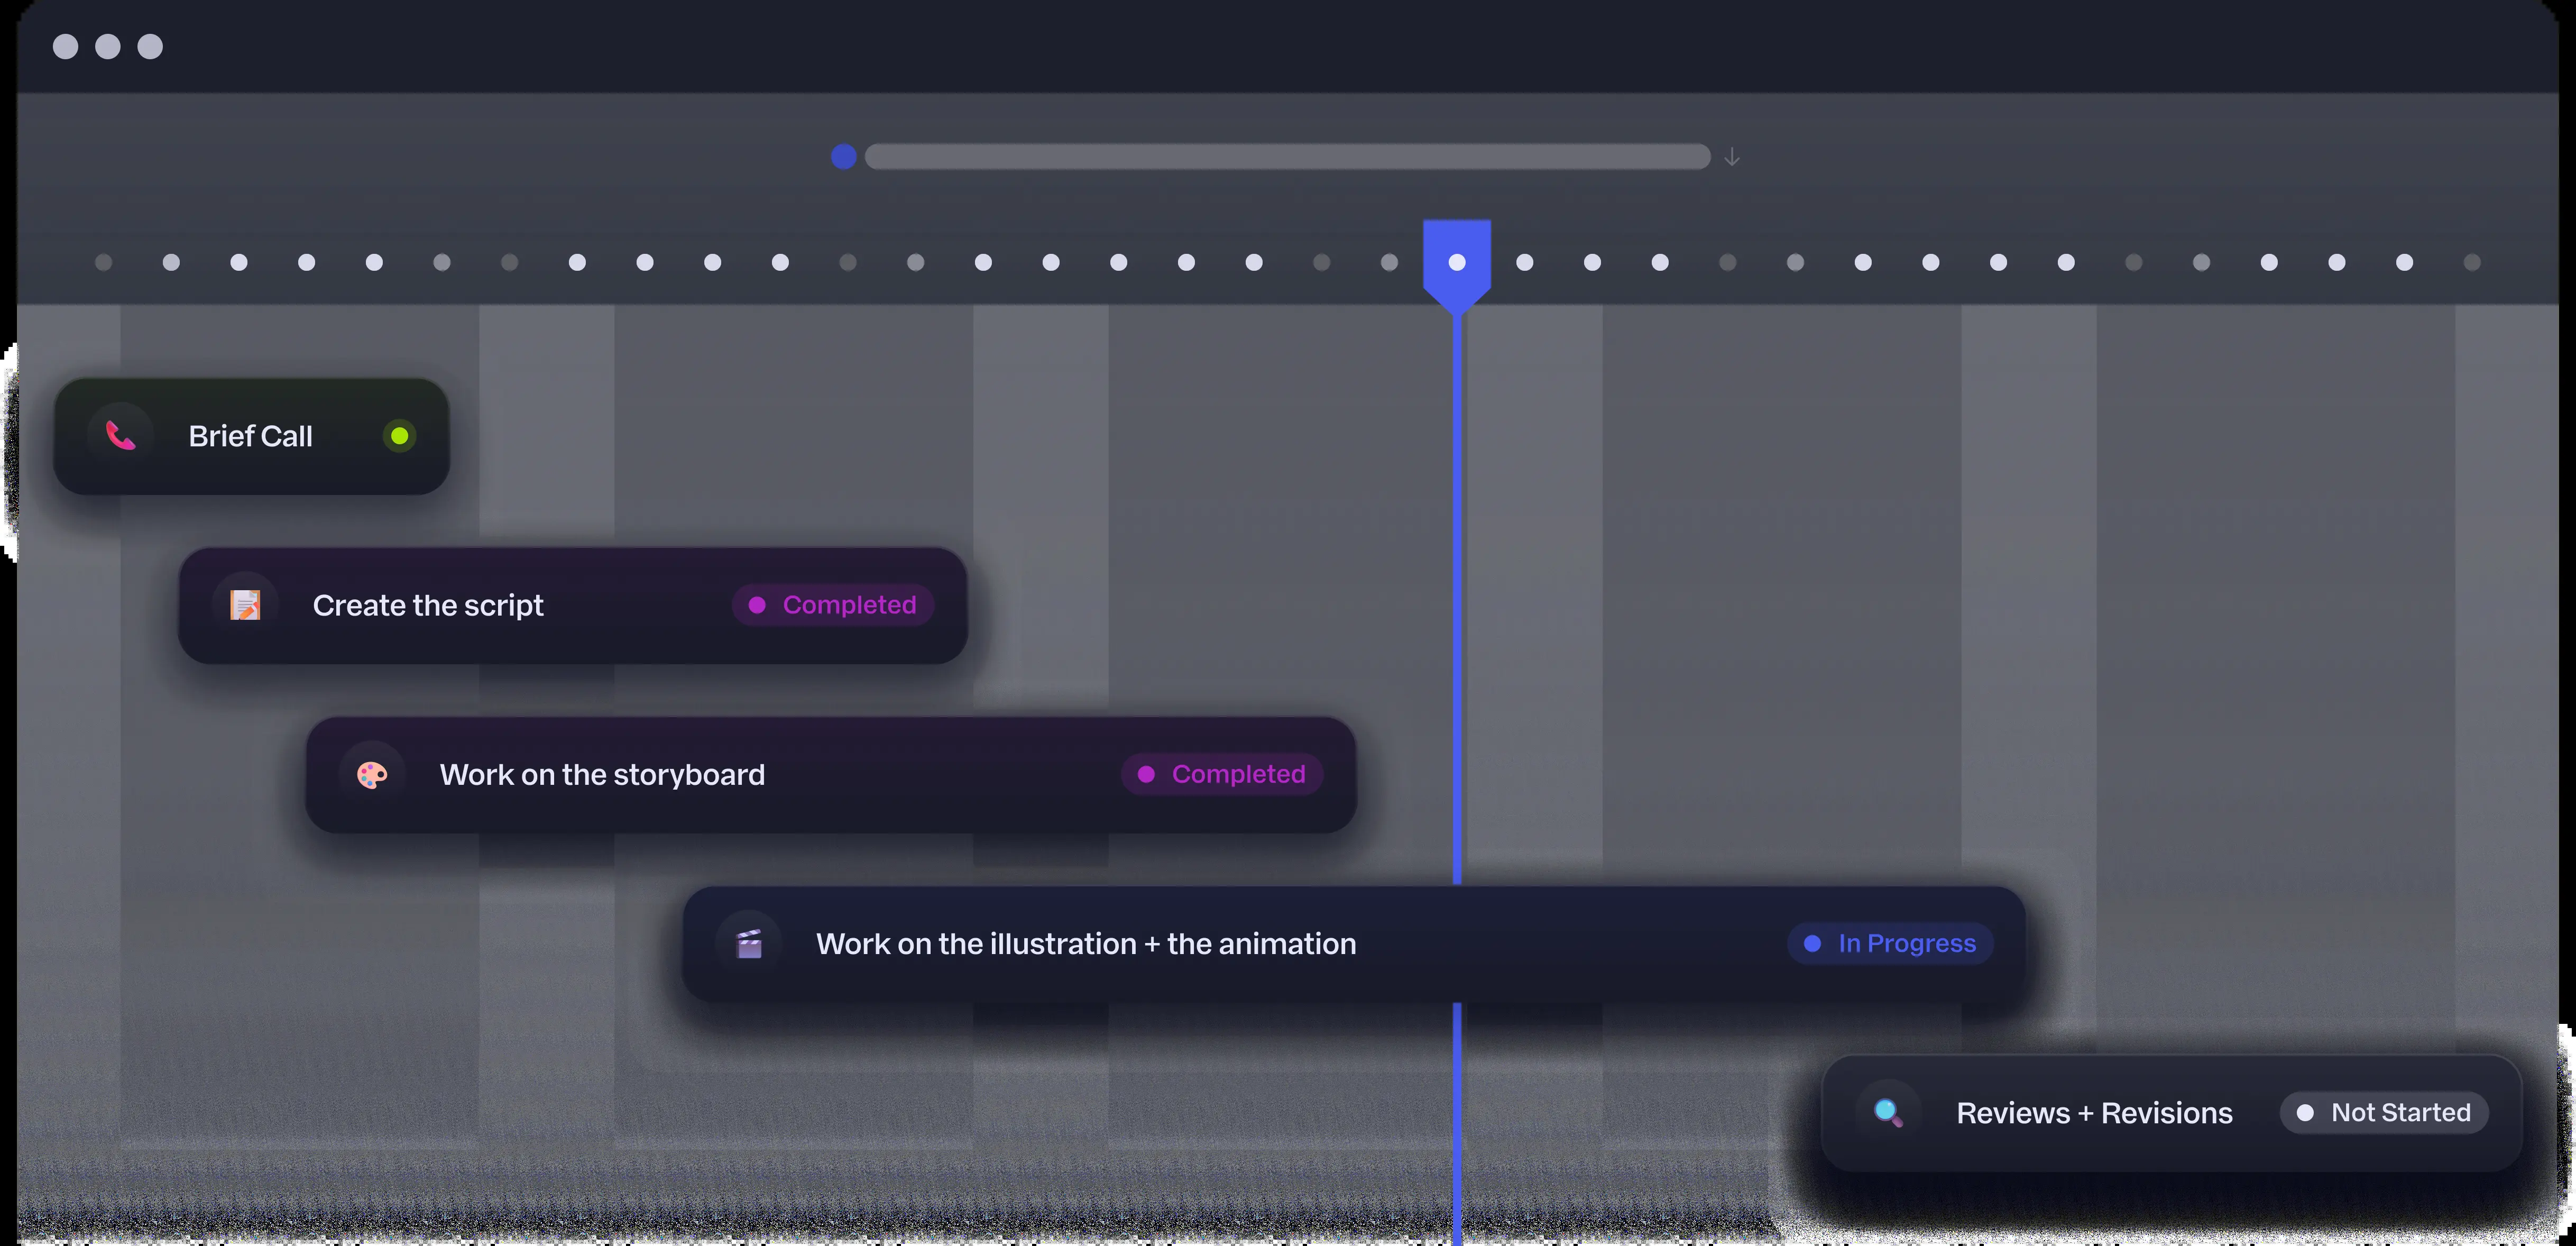 Brief Call
Create the script
Completed
Work on the storyboard
Completed
Work on the illustration + the animation
In Progress
Reviews + Revisions
Not Started